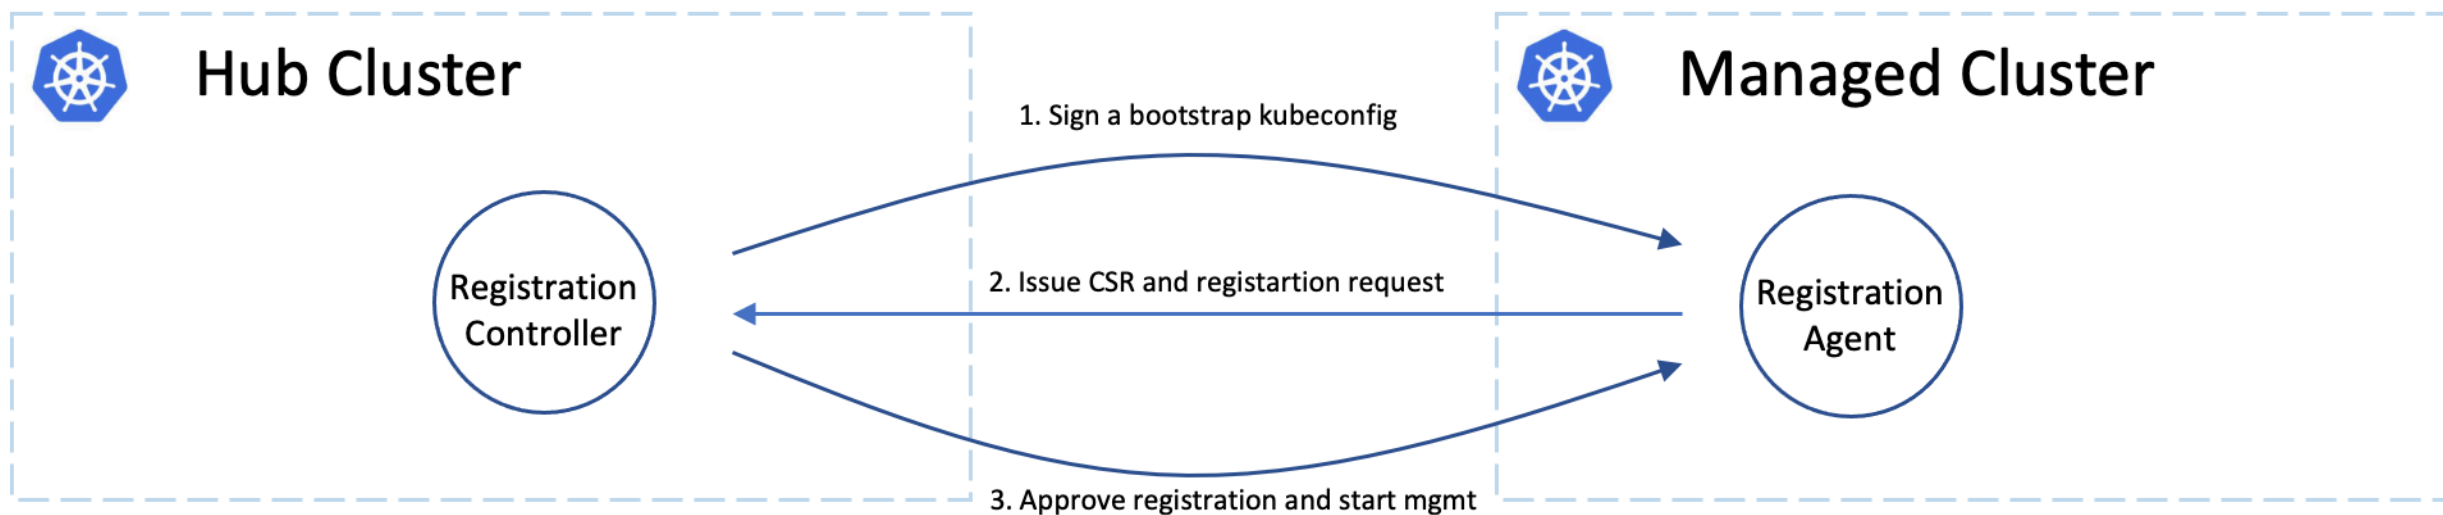 Hub Cluster
Managed Cluster
1. Sign a bootstrap kubeconfig
2. Issue CSR and registartion request
Registration
Controller
Registration
Agent
3. Approve registration and start mgmt